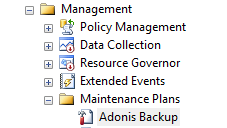 Management
Policy Management
Data Collection
Resource Governor
Extended Events
Maintenance Plans
Adonis Backup